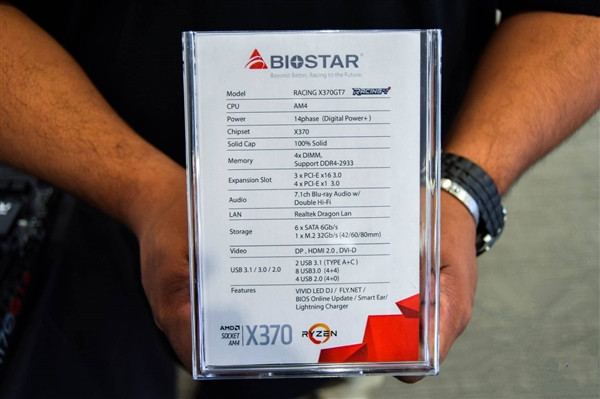 BIOSTAR
Beyond Better, Racing to the Future.
Model RACING X370GT7 RACING
CPU AM4
Power 14phase (Digital Power+)
Chipset X370
Solid Cap 100% Solid
Memory 4x DIMM,
Support DDR4-2933
Expansion Slot 3 x PCI-E x16 3.0
4 x PCI-E x1 3.0
Audio 7.1ch Blu-ray Audio w/
Double Hi-Fi
LAN Realtek Dragon Lan
Storage 6 x SATA 6Gb/s
1 x M.2 32Gb/s (42/60/80mm)
Video DP , HDMI 2.0 , DVI-D
USB 3.1 / 3.0 / 2.0 2 USB 3.1 (TYPE A+C)
8 USB3.0 (4+4)
4 USB 2.0 (4+0)
Features VIVID LED DJ / FLY.NET /
BIOS Online Update / Smart Ear/
Lightning Charger
AMD
SOCKET
AM4
X370
RYZEN